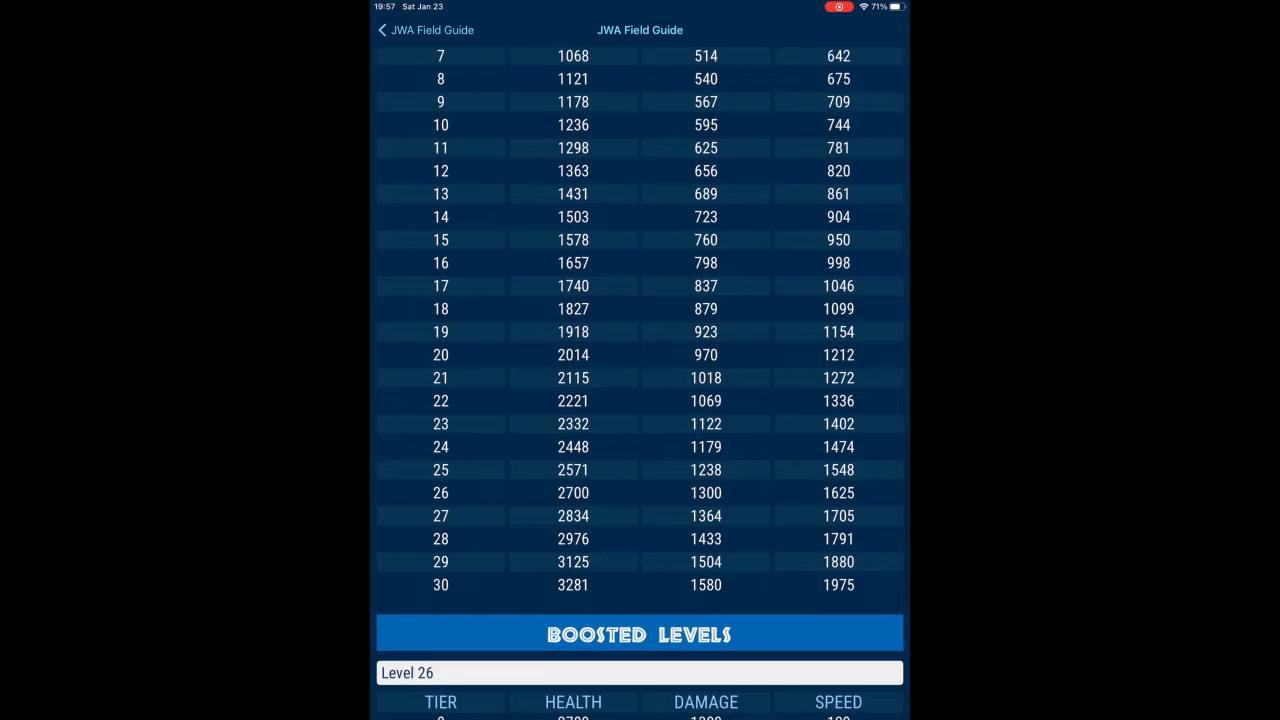 19:57 Sat Jan 23 71%
JWA Field Guide JWA Field Guide
7 1068 514 642
8 1121 540 675
9 1178 567 709
10 1236 595 744
11 1298 625 781
12 1363 656 820
13 1431 689 861
14 1503 723 904
15 1578 760 950
16 1657 798 998
17 1740 837 1046
18 1827 879 1099
19 1918 923 1154
20 2014 970 1212
21 2115 1018 1272
22 2221 1069 1336
23 2332 1122 1402
24 2448 1179 1474
25 2571 1238 1548
26 2700 1300 1625
27 2834 1364 1705
28 2976 1433 1791
29 3125 1504 1880
30 3281 1580 1975
BOOSTED LEVELS
Level 26
TIER HEALTH DAMAGE SPEED